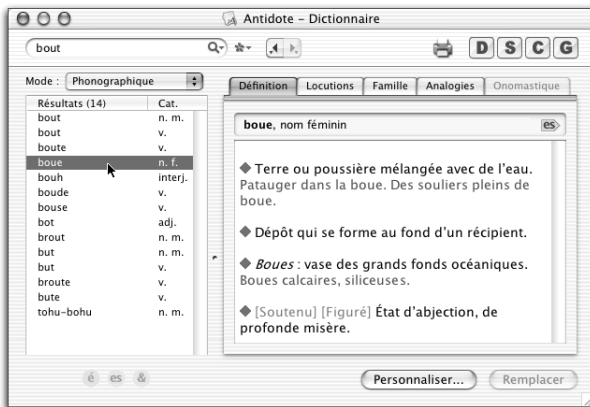 Antidote – Dictionnaire
bout
D S C G
Mode : Phonographique
Définition Locutions Famille Analogies Onomastique
Résultats (14) Cat.
bout n. m.
bout v.
boute v.
boue n. f.
bouh interj.
boude v.
bouse v.
bot adj.
brout n. m.
but n. m.
but v.
broute v.
bute v.
tohu-bohu n. m.
boue, nom féminin es
◆ Terre ou poussière mélangée avec de l'eau.
Patauger dans la boue. Des souliers pleins de
boue.
◆ Dépôt qui se forme au fond d'un récipient.
◆ Boues : vase des grands fonds océaniques.
Boues calcaires, siliceuses.
◆ [Soutenu] [Figuré] État d'abjection, de
profonde misère.
é es &
Personnaliser... Remplacer